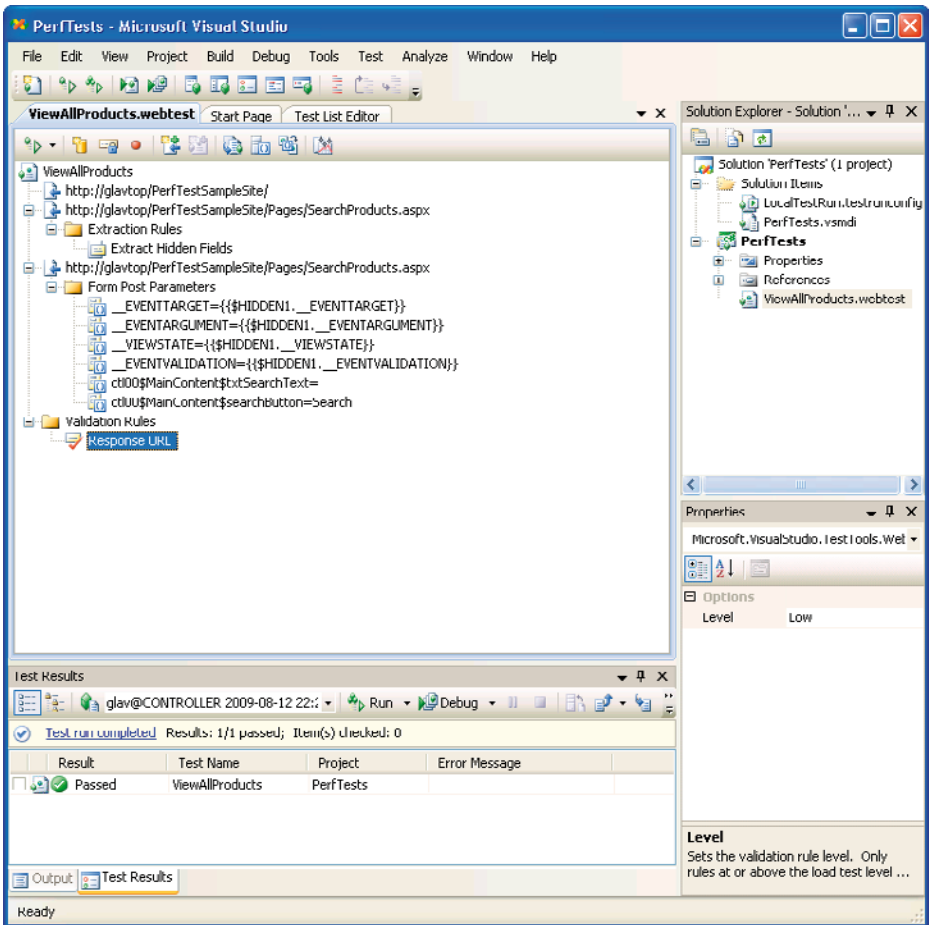 PerfTests - Microsoft Visual Studio
File Edit View Project Build Debug Tools Test Analyze Window Help
ViewAllProducts.webtest Start Page Test List Editor
ViewAllProducts
http://glavtop/PerfTestSampleSite/
http://glavtop/PerfTestSampleSite/Pages/SearchProducts.aspx
Extraction Rules
Extract Hidden Fields
http://glavtop/PerfTestSampleSite/Pages/SearchProducts.aspx
Form Post Parameters
__EVENTTARGET={{$HIDDEN1.__EVENTTARGET}}
__EVENTARGUMENT={{$HIDDEN1.__EVENTARGUMENT}}
__VIEWSTATE={{$HIDDEN1.__VIEWSTATE}}
__EVENTVALIDATION={{$HIDDEN1.__EVENTVALIDATION}}
ctl00$MainContent$txtSearchText=
ctl00$MainContent$searchButton=Search
Validation Rules
Response URL
Solution Explorer - Solution '...
Solution 'PerfTests' (1 project)
Solution Items
LocalTestRun.testrunconfig
PerfTests.vsmdi
PerfTests
Properties
References
ViewAllProducts.webtest
Properties
Microsoft.VisualStudio.TestTools.Wet
Options
Level Low
Level
Sets the validation rule level. Only
rules at or above the load test level ...
Test Results
glav@CONTROLLER 2009-08-12 22:2 Run Debug
Test run completed Results: 1/1 passed; Item(s) checked: 0
Result Test Name Project Error Message
Passed ViewAllProducts PerfTests
Output Test Results
Ready